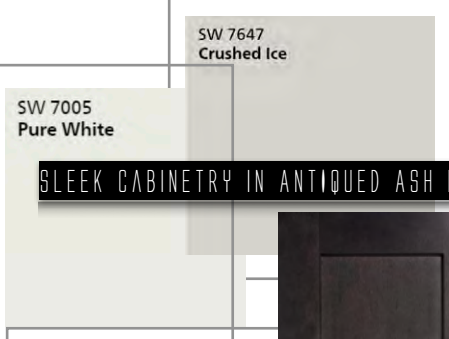 SW 7647
Crushed Ice
SW 7005
Pure White
SLEEK CABINETRY IN ANTIQUED ASH